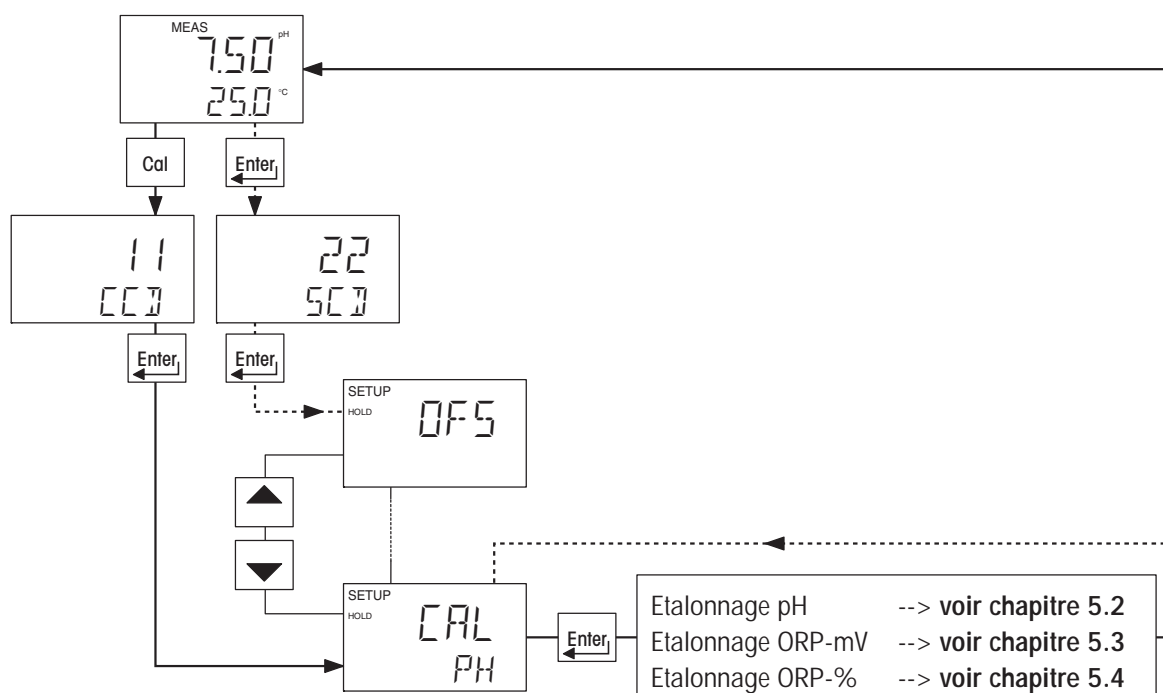 MEAS
7.50 pH
25.0 °C
Cal
Enter
11
CCD
22
SCD
Enter
Enter
SETUP
HOLD
OFS
SETUP
HOLD
CAL
PH
Enter
Etalonnage pH --> voir chapitre 5.2
Etalonnage ORP-mV --> voir chapitre 5.3
Etalonnage ORP-% --> voir chapitre 5.4